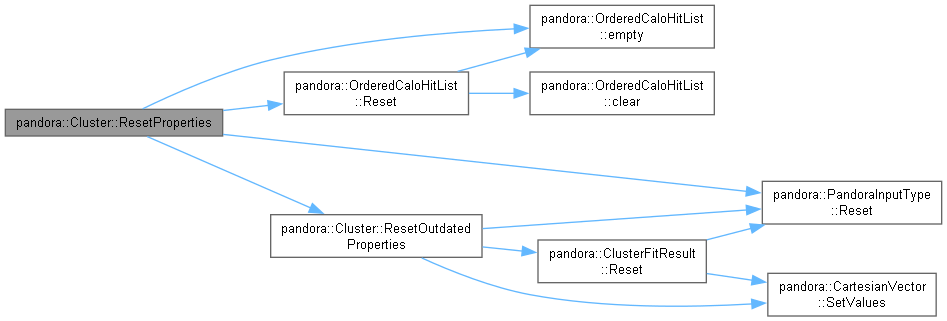 pandora::OrderedCaloHitList
::empty
pandora::OrderedCaloHitList
::Reset
pandora::OrderedCaloHitList
::clear
pandora::Cluster::ResetProperties
pandora::PandoraInputType
::Reset
pandora::Cluster::ResetOutdated
Properties
pandora::ClusterFitResult
::Reset
pandora::CartesianVector
::SetValues